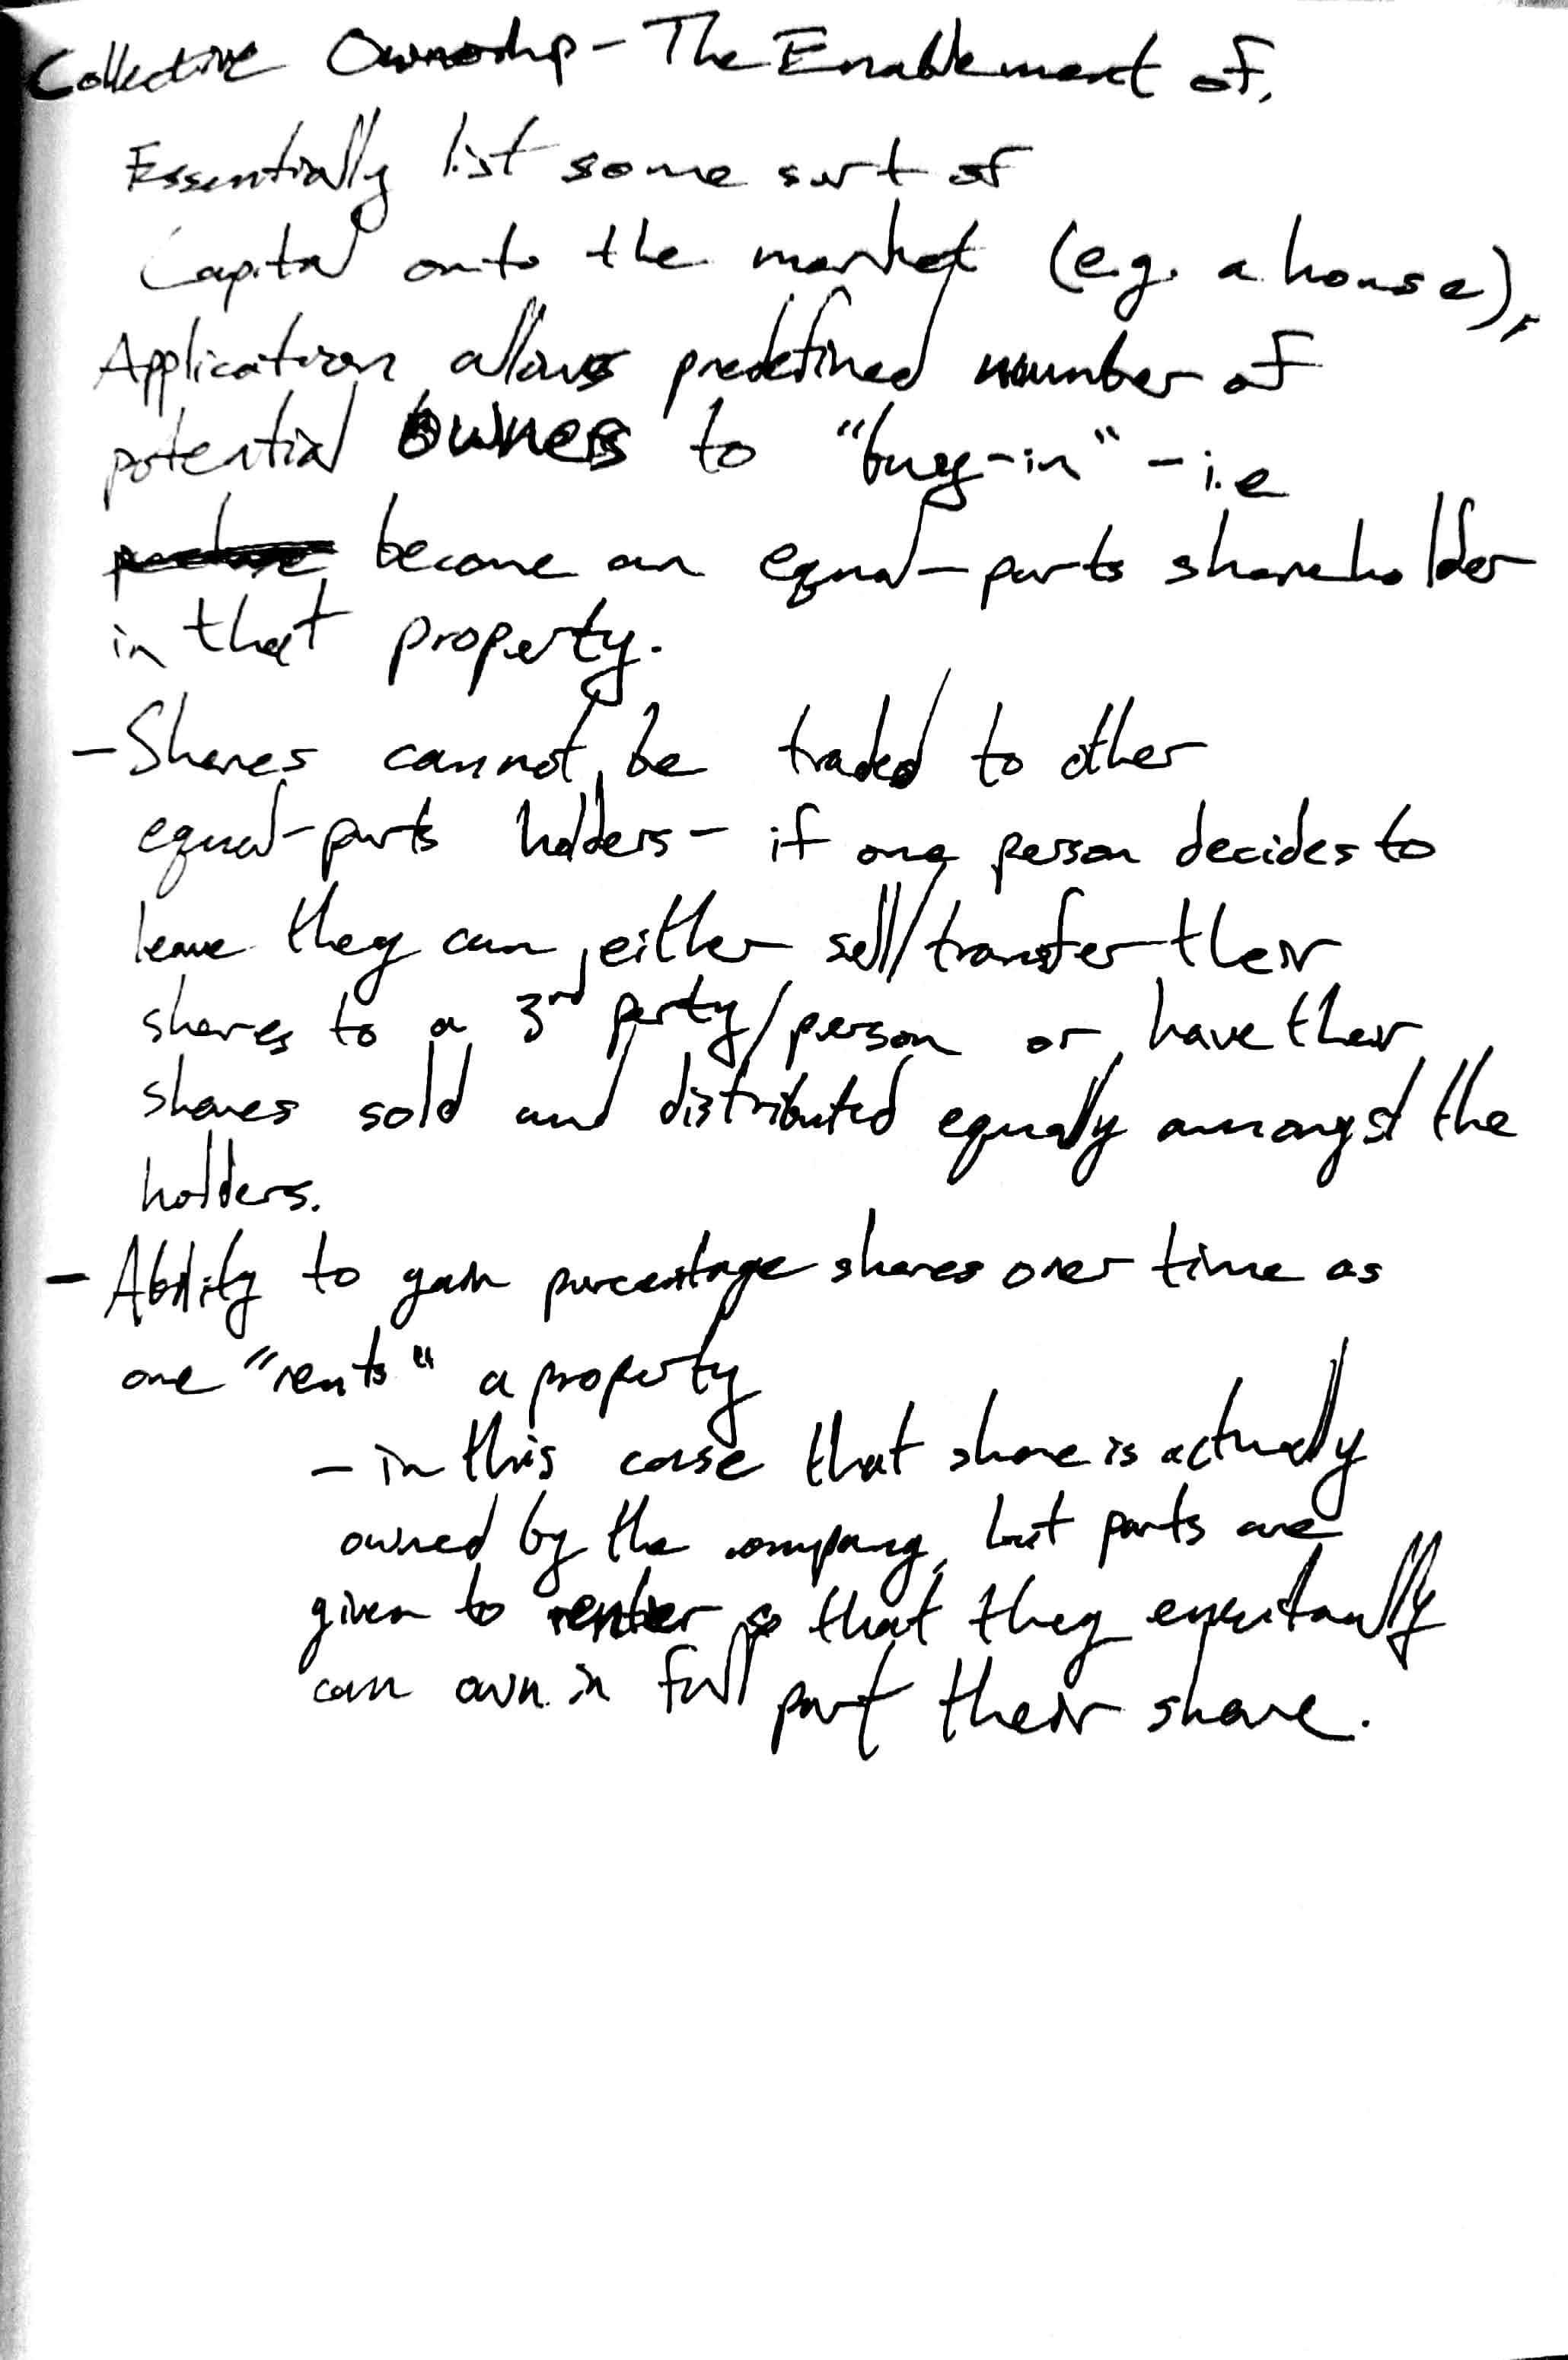 Collective Ownership – The Enablement of.
Essentially list some sort of
Capital onto the market (e.g. a house),
Application allows predefined number of
potential owners to "buy-in" – i.e
become an equal-parts shareholder
in that property.
– Shares cannot be traded to other
equal-parts holders – if one person decides to
leave they can either sell/transfer their
shares to a 3rd party/person or have their
shares sold and distributed equally amongst the
holders.
– Ability to gain percentage shares over time as
one "rents" a property
– in this case that share is actually
owned by the company, but parts are
given to renter so that they eventually
can own in full part their share.